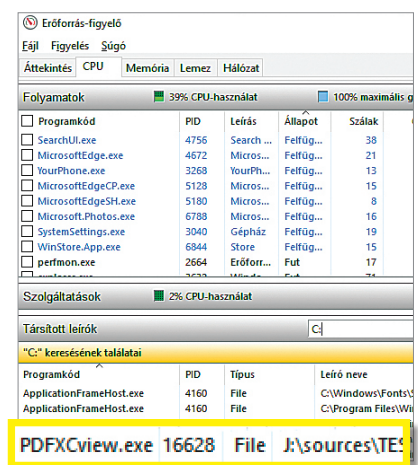 Erőforrás-figyelő
Fájl Figyelés Súgó
Áttekintés CPU Memória Lemez Hálózat
Folyamatok 39% CPU-használat 100% maximális g
Programkód PID Leírás Állapot Szálak
SearchUI.exe 4756 Search ... Felfüg... 38
MicrosoftEdge.exe 4672 Micros... Felfüg... 21
YourPhone.exe 3268 YourPh... Felfüg... 13
MicrosoftEdgeCP.exe 5128 Micros... Felfüg... 15
MicrosoftEdgeSH.exe 5180 Micros... Felfüg... 8
Microsoft.Photos.exe 6788 Micros... Felfüg... 16
SystemSettings.exe 3040 Gépház Felfüg... 19
WinStore.App.exe 6844 Store Felfüg... 15
perfmon.exe 2664 Erőforr... Fut 17
Szolgáltatások 2% CPU-használat
Társított leírók C:
"C:" keresésének találatai
Programkód PID Típus Leíró neve
ApplicationFrameHost.exe 4160 File C:\Windows\Fonts\S
ApplicationFrameHost.exe 4160 File C:\Program Files\Wi
PDFXCview.exe 16628 File J:\sources\TES